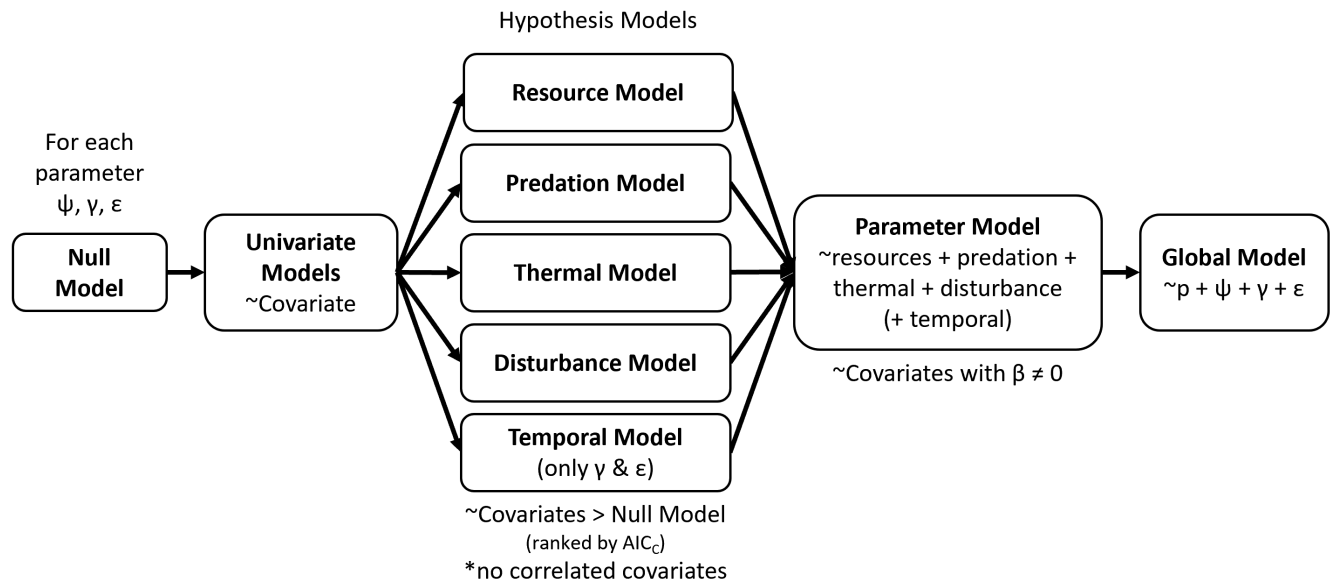 Hypothesis Models
For each
parameter
ψ, γ, ε
Null
Model
Univariate
Models
~Covariate
Resource Model
Predation Model
Thermal Model
Disturbance Model
Temporal Model
(only γ & ε)
~Covariates > Null Model
(ranked by AICC)
*no correlated covariates
Parameter Model
~resources + predation +
thermal + disturbance
(+ temporal)
~Covariates with β ≠ 0
Global Model
~p + ψ + γ + ε